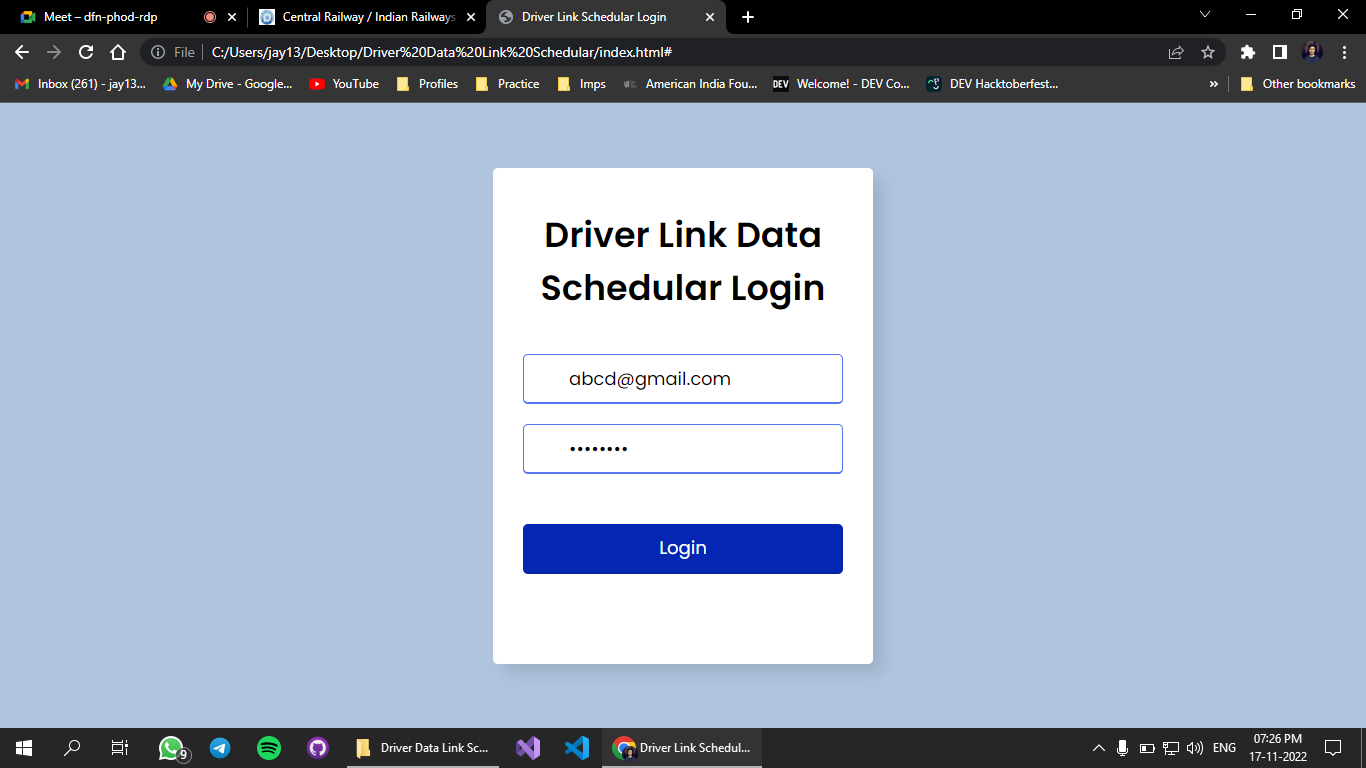 Meet – dfn-phod-rdp
Central Railway / Indian Railways
Driver Link Schedular Login
File
C:/Users/jay13/Desktop/Driver%20Data%20Link%20Schedular/index.html#
Inbox (261) - jay13...
My Drive - Google...
YouTube
Profiles
Practice
Imps
American India Fou...
DEV
Welcome! - DEV Co...
DEV Hacktoberfest...
»
Other bookmarks
Driver Link Data
Schedular Login
abcd@gmail.com
••••••••
Login
9
Driver Data Link Sc...
Driver Link Schedul...
ENG
07:26 PM
17-11-2022